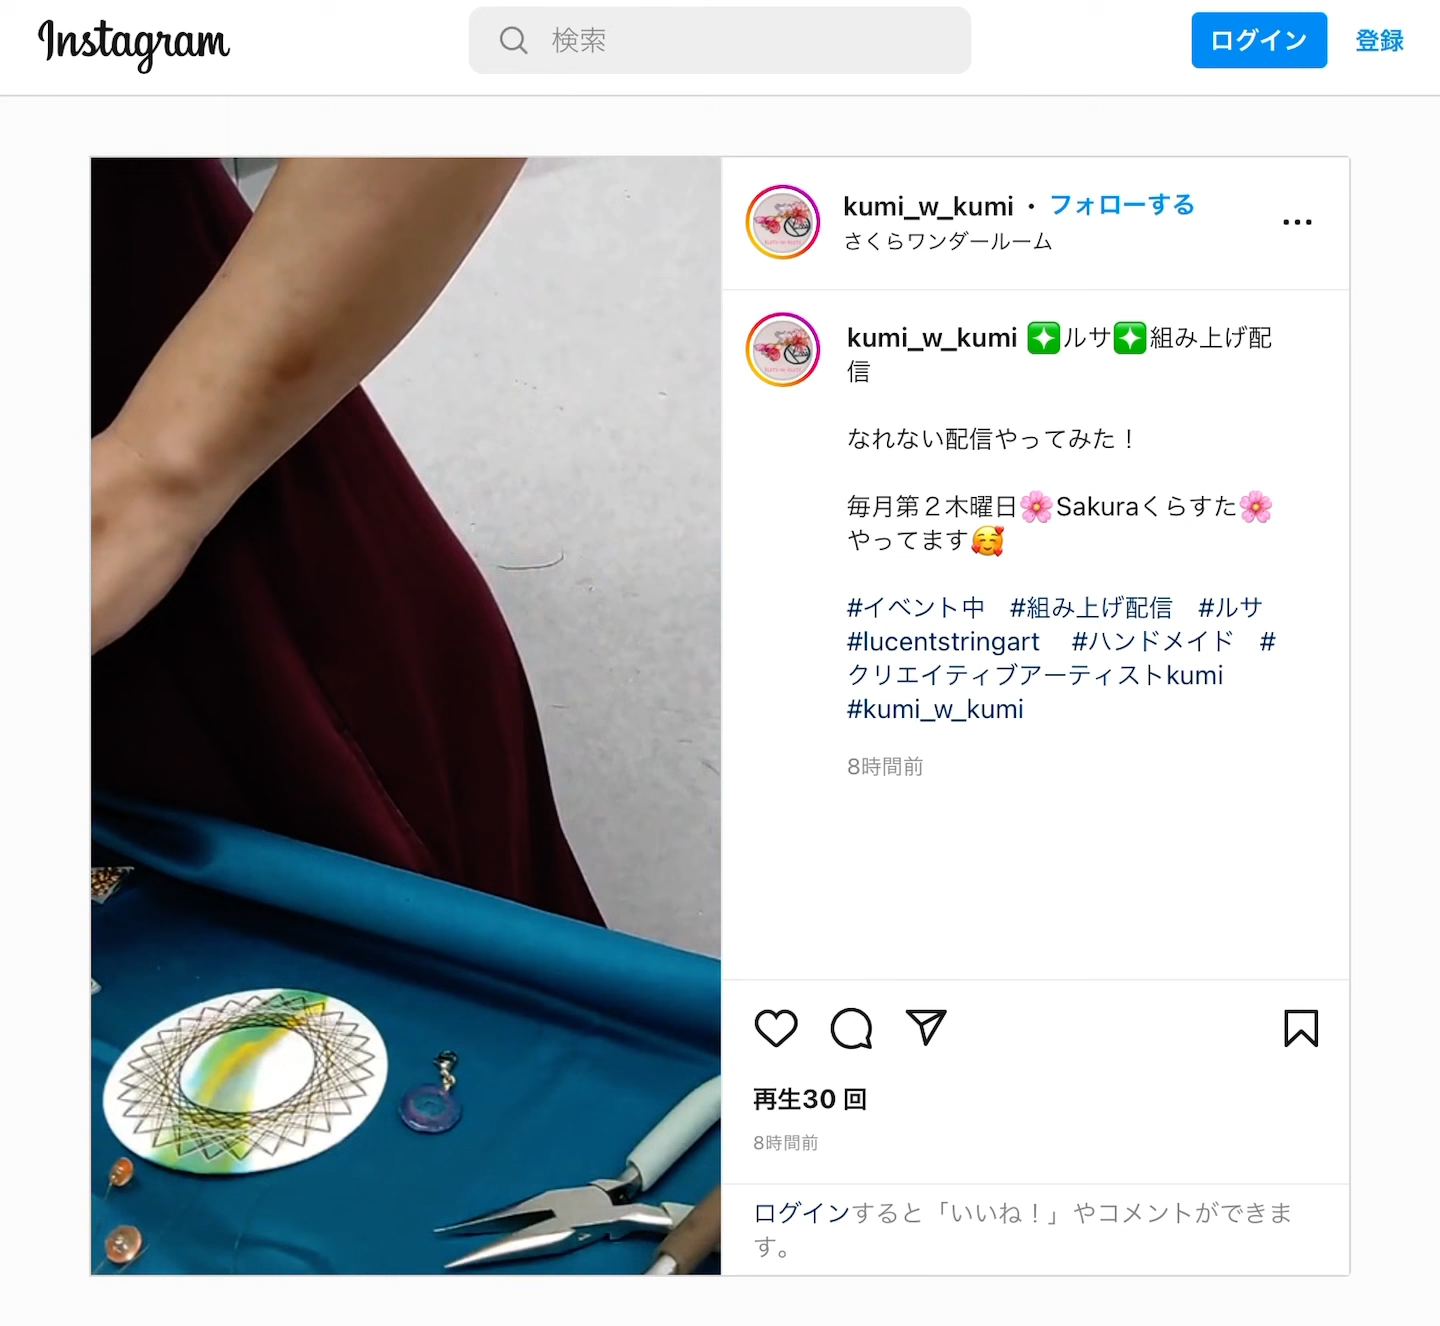 Instagram
検索
ログイン
登録
kumi_w_kumi • フォローする
さくらワンダールーム
kumi_w_kumi ❇️ルサ❇️組み上げ配
信
なれない配信やってみた！
毎月第２木曜日🌸Sakuraくらすた🌸
やってます🥰
#イベント中　#組み上げ配信　#ルサ
#lucentstringart　#ハンドメイド　#
クリエイティブアーティストkumi
#kumi_w_kumi
8時間前
再生30 回
8時間前
ログインすると「いいね！」やコメントができま
す。